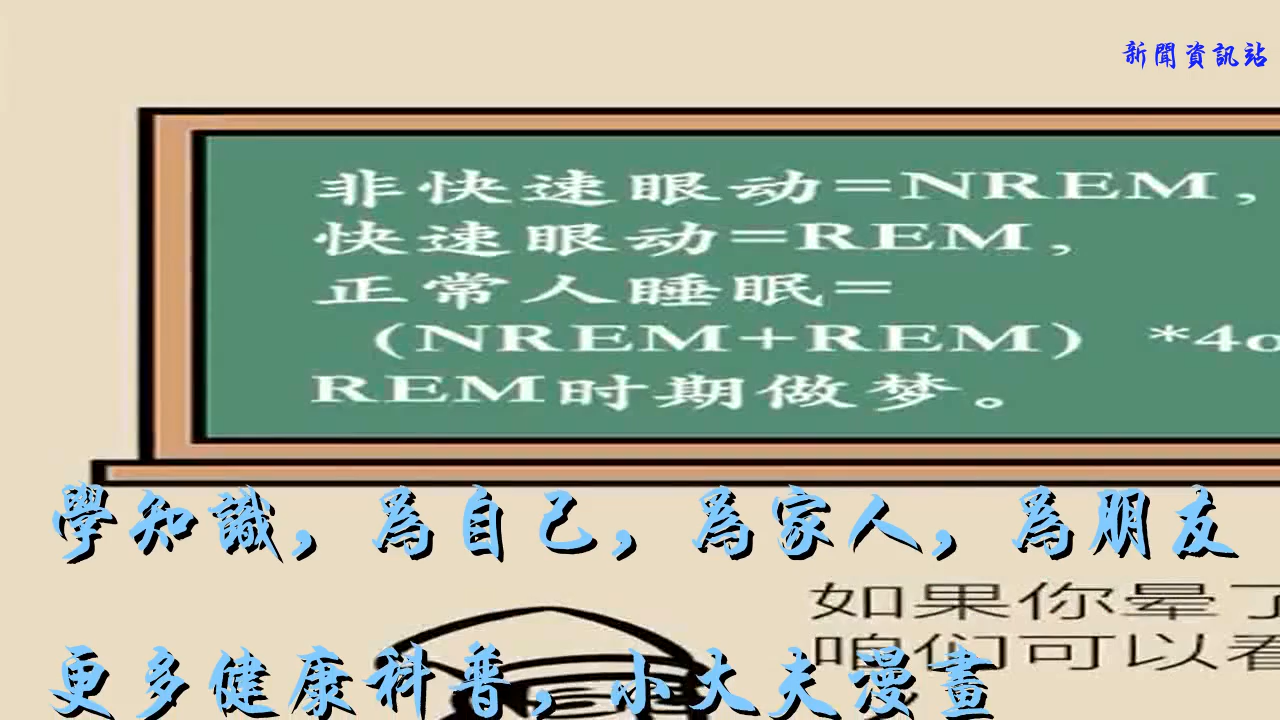 新聞資訊站
非快速眼动=NREM，
快速眼动=REM，
正常人睡眠=
(NREM+REM) *4o
REM时期做梦。
學知識，為自己，為家人，為朋友
如果你晕了
咱们可以看
更多健康科普，小大夫漫畫